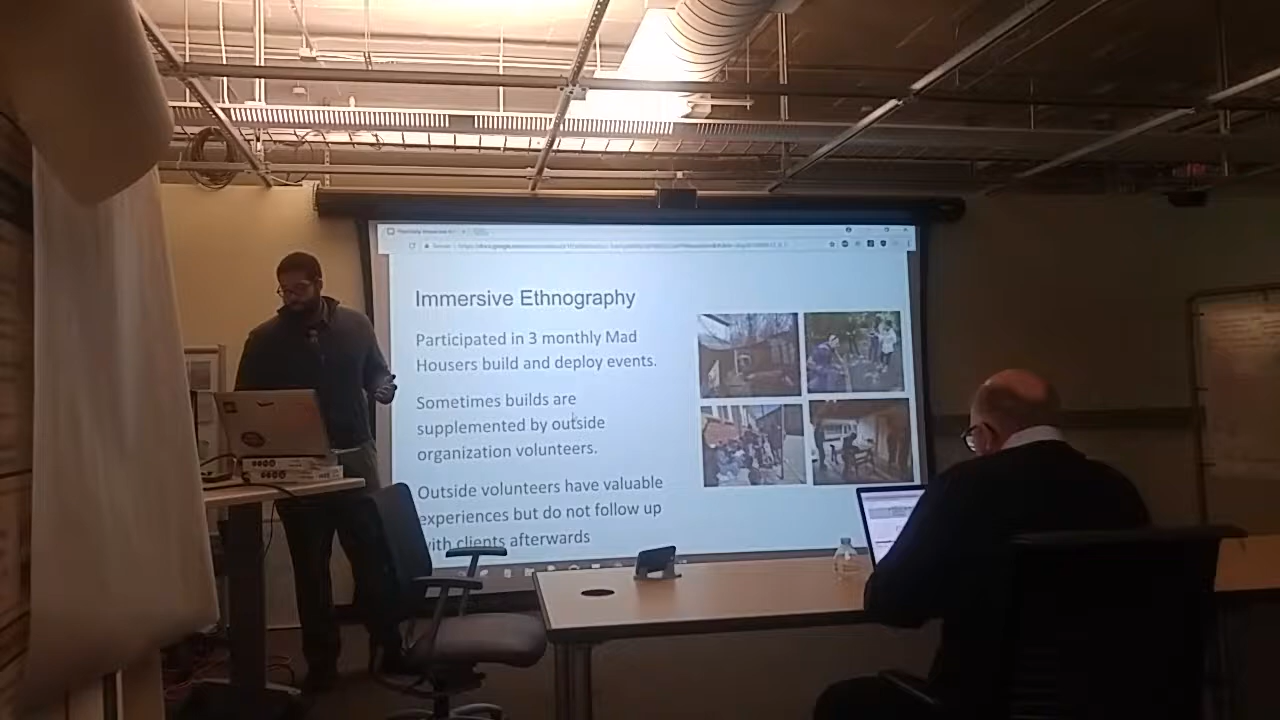 Immersive Ethnography
Participated in 3 monthly Mad
Housers build and deploy events.
Sometimes builds are
supplemented by outside
organization volunteers.
Outside volunteers have valuable
experiences but do not follow up
with clients afterwards